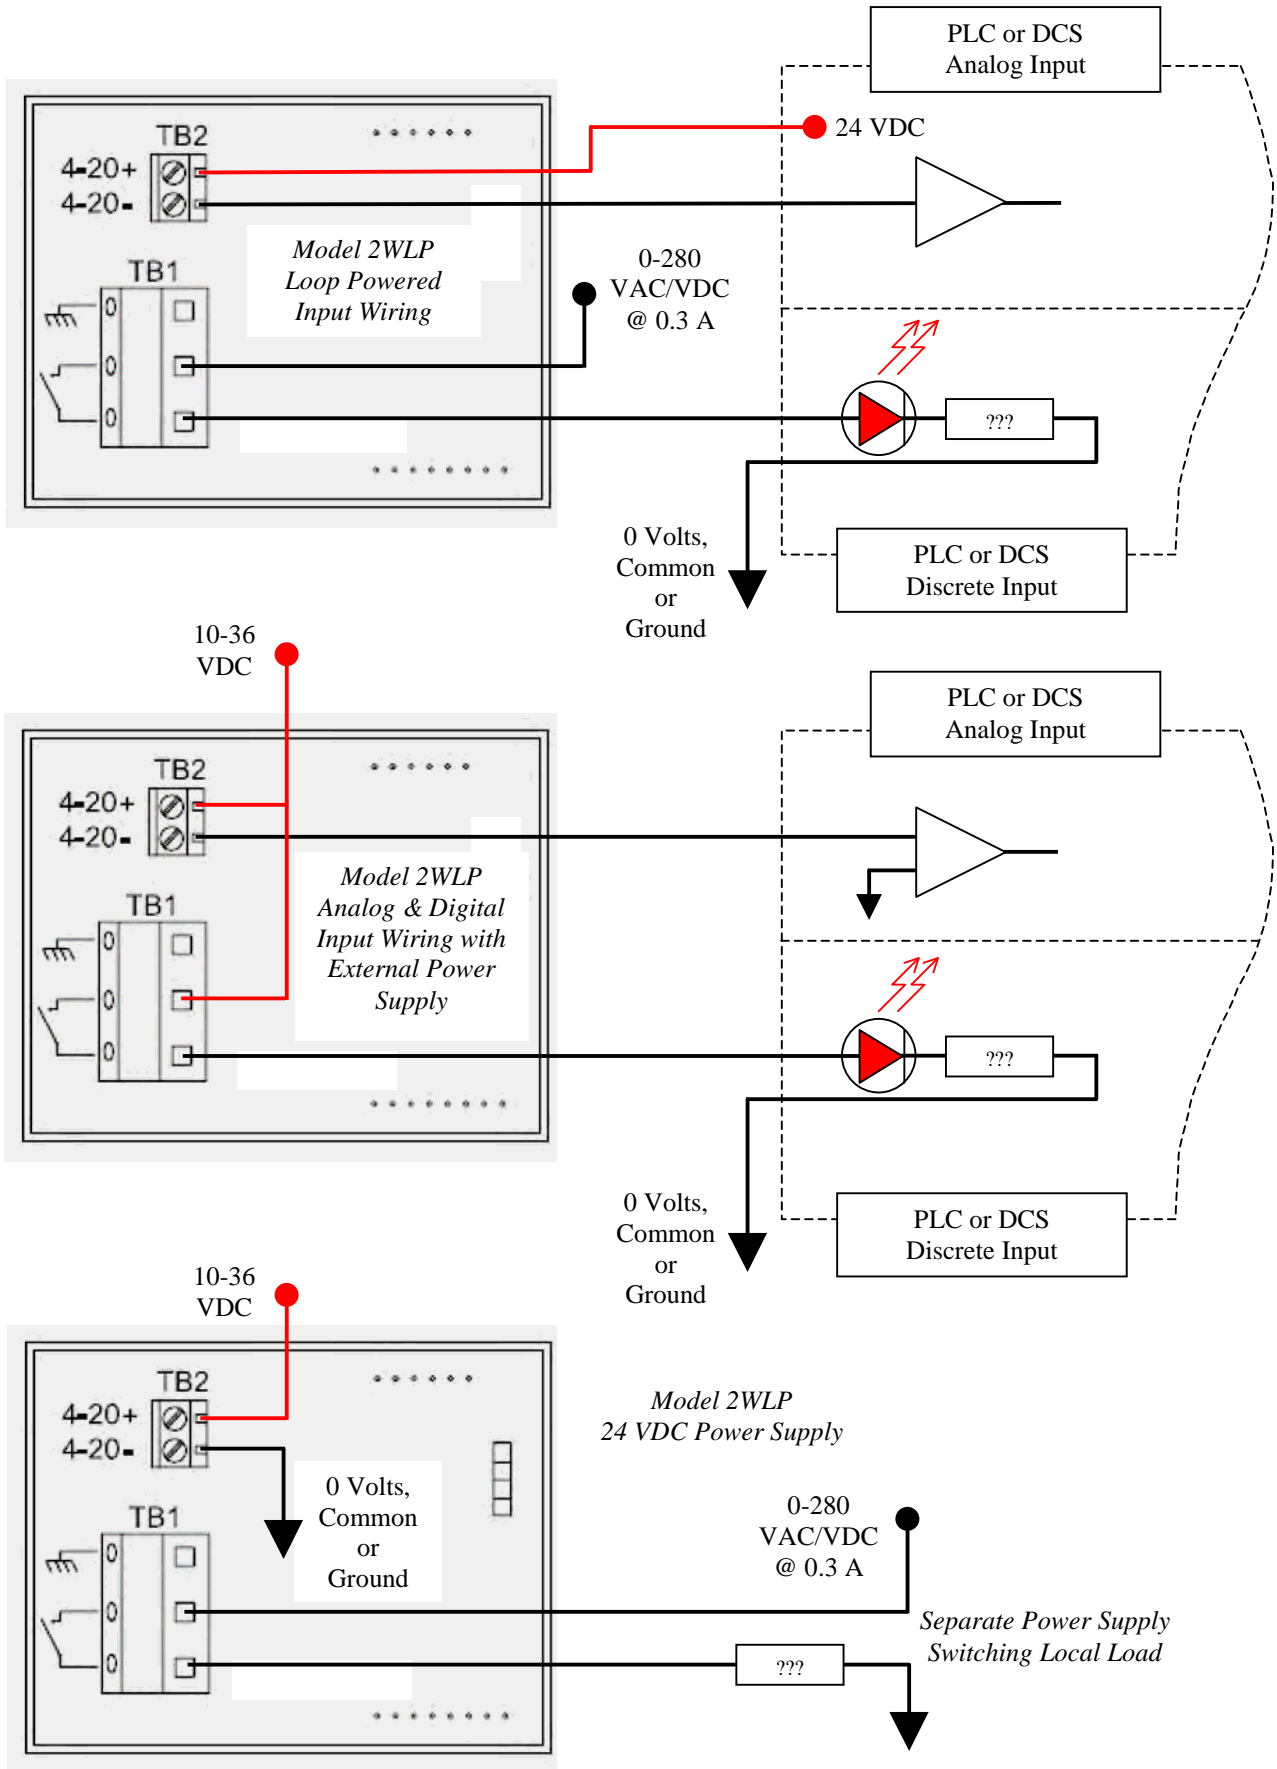 PLC or DCS
Analog Input
24 VDC
TB2
4-20+
4-20-
Model 2WLP
Loop Powered
Input Wiring
0-280
VAC/VDC
@ 0.3 A
TB1
???
0 Volts,
Common
or
Ground
PLC or DCS
Discrete Input
10-36
VDC
PLC or DCS
Analog Input
TB2
4-20+
4-20-
Model 2WLP
Analog & Digital
Input Wiring with
External Power
Supply
TB1
???
0 Volts,
Common
or
Ground
PLC or DCS
Discrete Input
10-36
VDC
TB2
4-20+
4-20-
Model 2WLP
24 VDC Power Supply
0 Volts,
Common
or
Ground
TB1
0-280
VAC/VDC
@ 0.3 A
Separate Power Supply
Switching Local Load
???